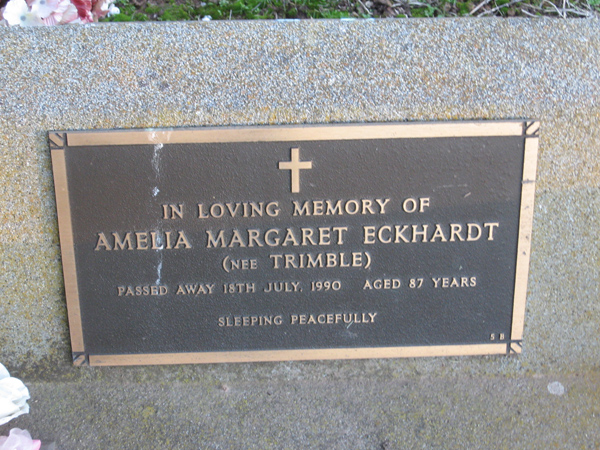 IN LOVING MEMORY OF
AMELIA MARGARET ECKHARDT
(NEE TRIMBLE)
PASSED AWAY 18TH JULY, 1990 AGED 87 YEARS
SLEEPING PEACEFULLY
5 B